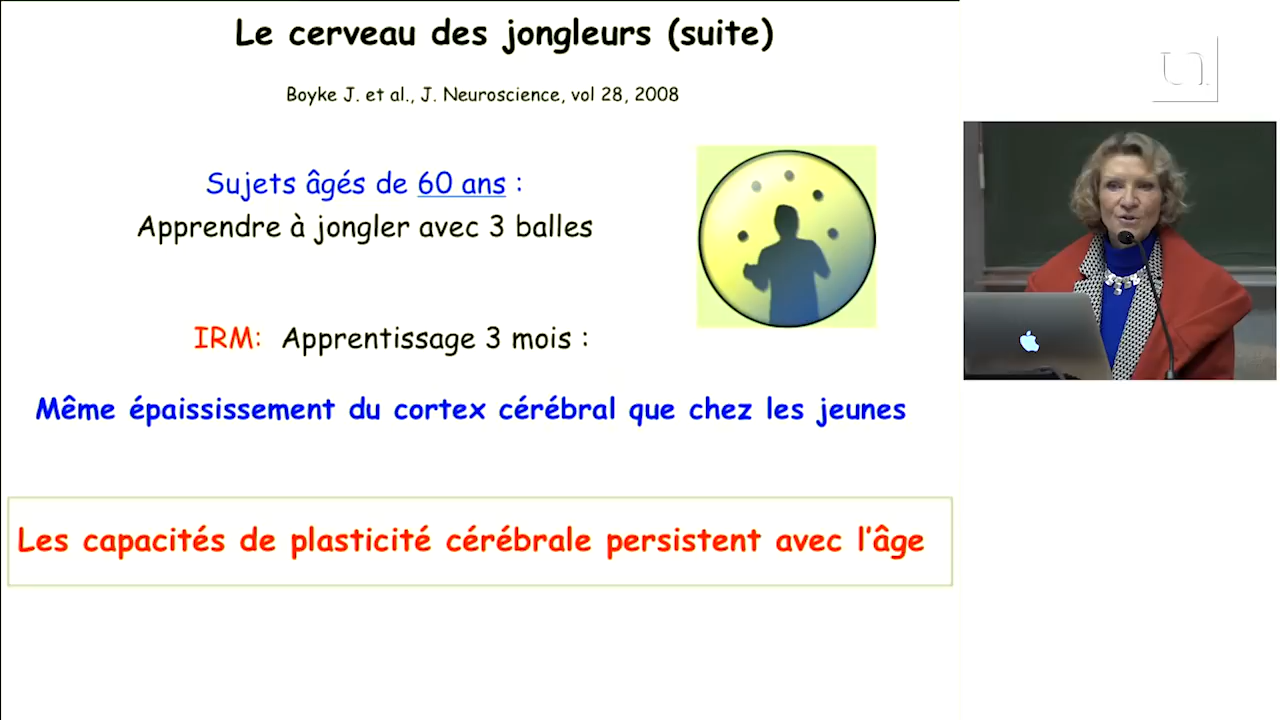 Le cerveau des jongleurs (suite)
Boyke J. et al., J. Neuroscience, vol 28, 2008
Sujets âgés de 60 ans :
Apprendre à jongler avec 3 balles
IRM: Apprentissage 3 mois :
Même épaississement du cortex cérébral que chez les jeunes
Les capacités de plasticité cérébrale persistent avec l'âge